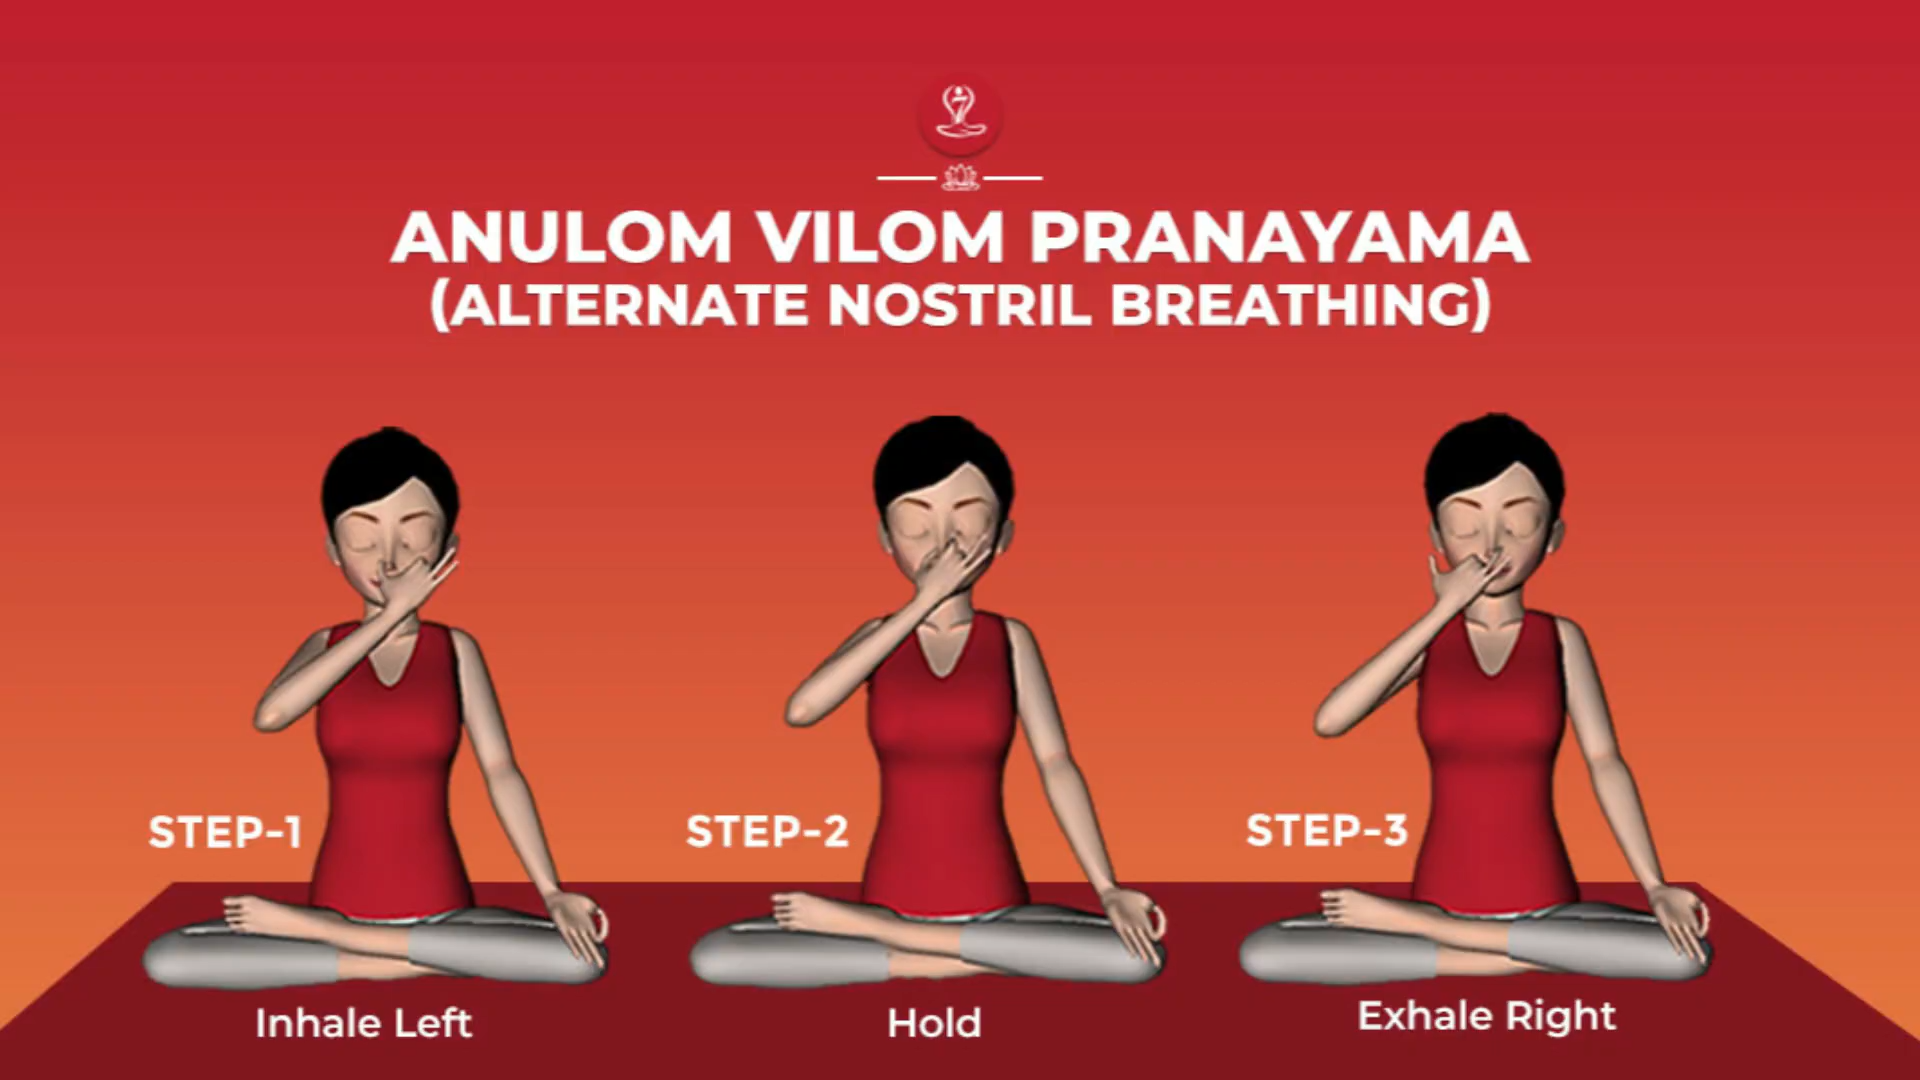 ANULOM VILOM PRANAYAMA
(ALTERNATE NOSTRIL BREATHING)
STEP-1
STEP-2
STEP-3
Inhale Left
Hold
Exhale Right